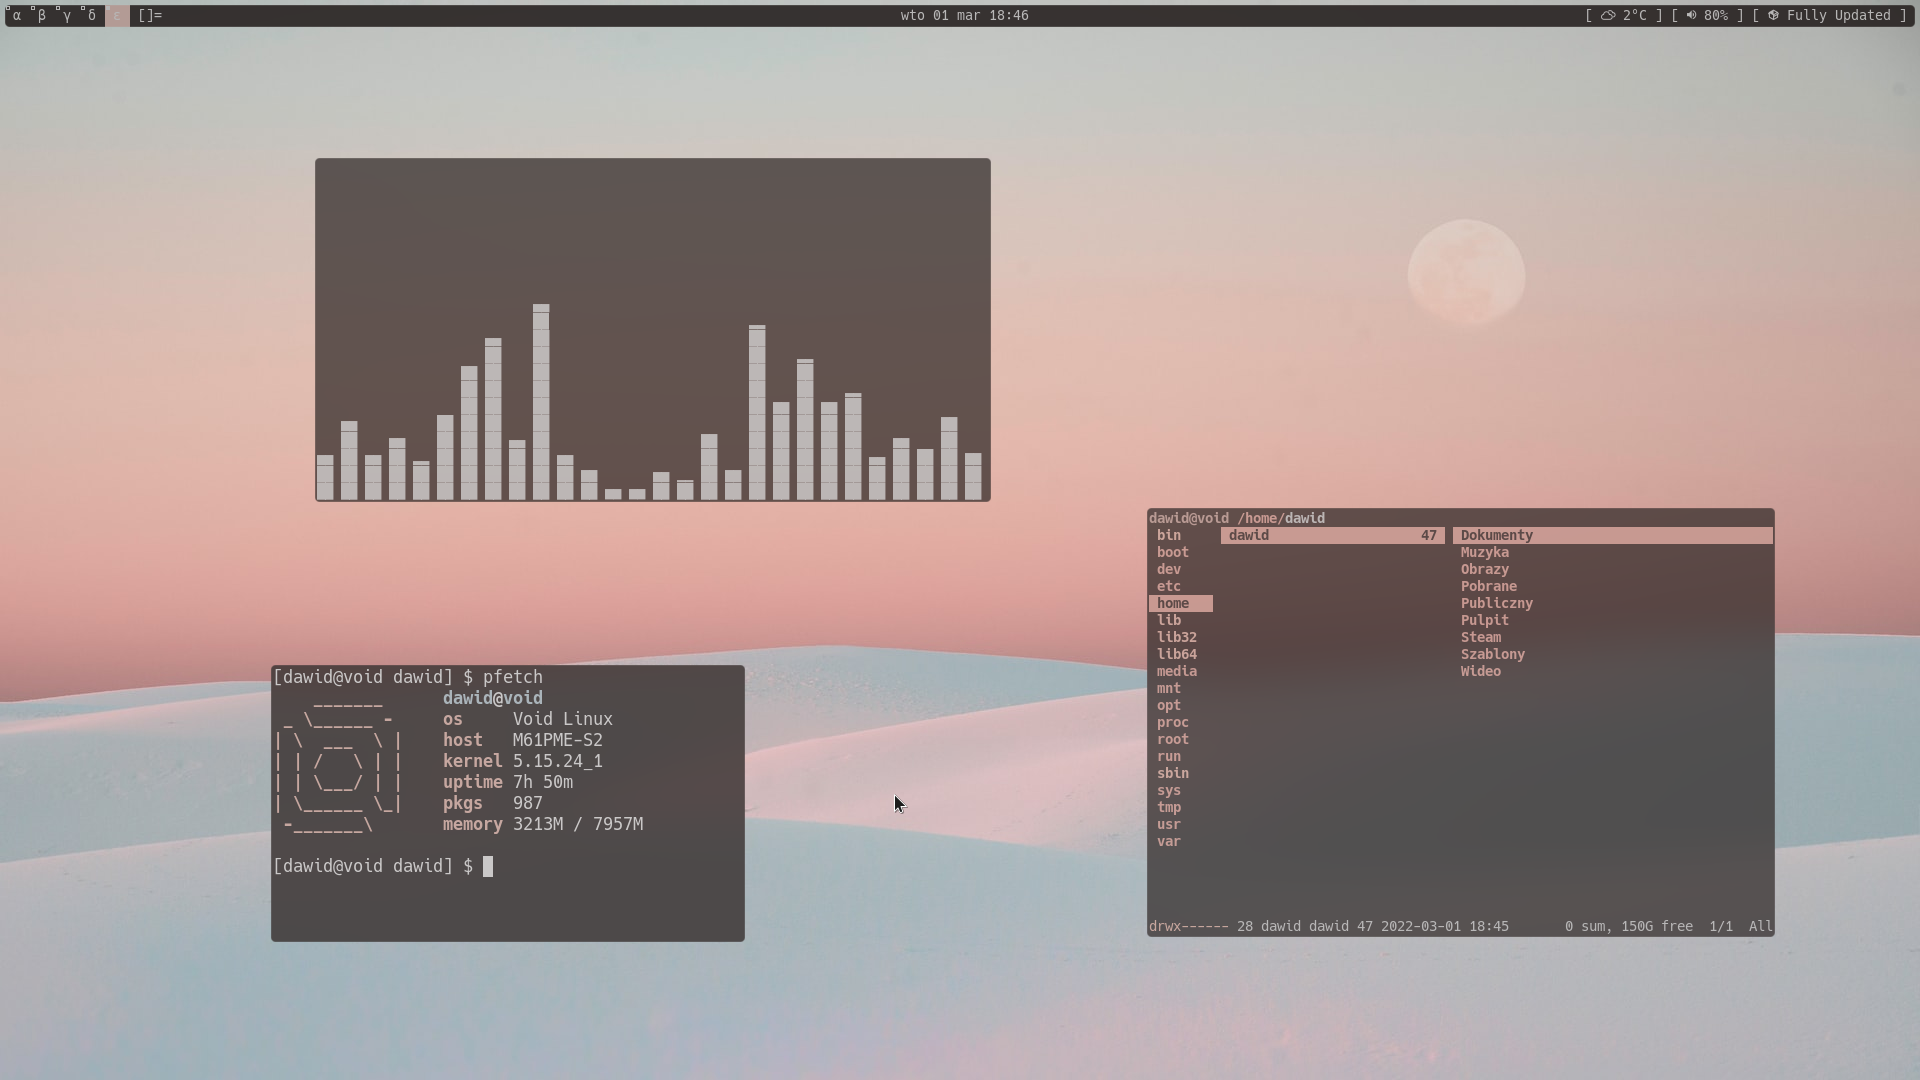 α β γ δ ε []= wto 01 mar 18:46 [ 2°C ] [ 80% ] [ Fully Updated ]
dawid@void /home/dawid
bin dawid 47 Dokumenty
boot Muzyka
dev Obrazy
etc Pobrane
home Publiczny
lib Pulpit
lib32 Steam
lib64 Szablony
media Wideo
mnt
opt
proc
root
run
sbin
sys
tmp
usr
var
drwx------ 28 dawid dawid 47 2022-03-01 18:45 0 sum, 150G free 1/1 All
[dawid@void dawid] $ pfetch
dawid@void
os Void Linux
host M61PME-S2
kernel 5.15.24_1
uptime 7h 50m
pkgs 987
memory 3213M / 7957M
[dawid@void dawid] $